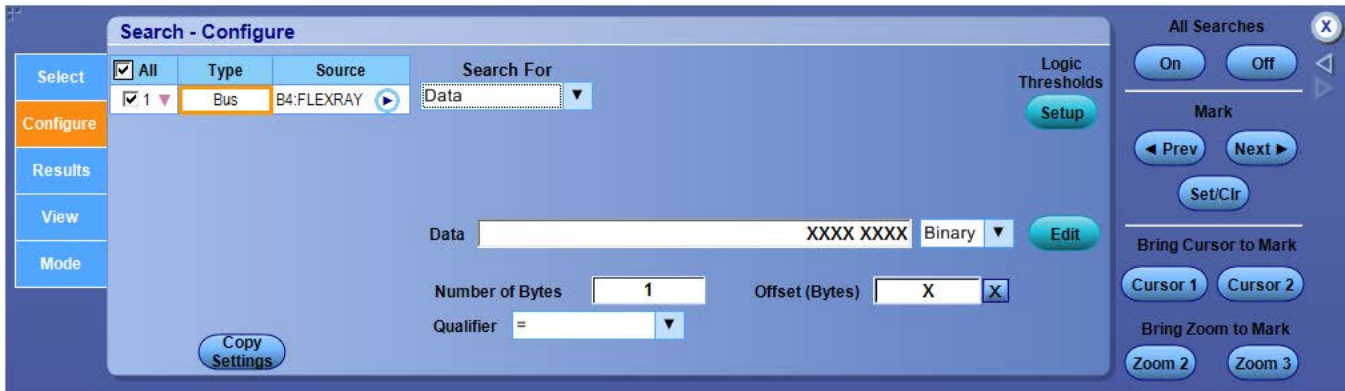 Search - Configure
Select
Configure
Results
View
Mode
All Type Source
1 Bus B4:FLEXRAY
Search For
Data
Logic
Thresholds
Setup
Data XXXX XXXX Binary Edit
Number of Bytes 1 Offset (Bytes) X X
Qualifier =
Copy
Settings
All Searches
X
On Off
Mark
◄ Prev Next ►
Set/Clr
Bring Cursor to Mark
Cursor 1 Cursor 2
Bring Zoom to Mark
Zoom 2 Zoom 3